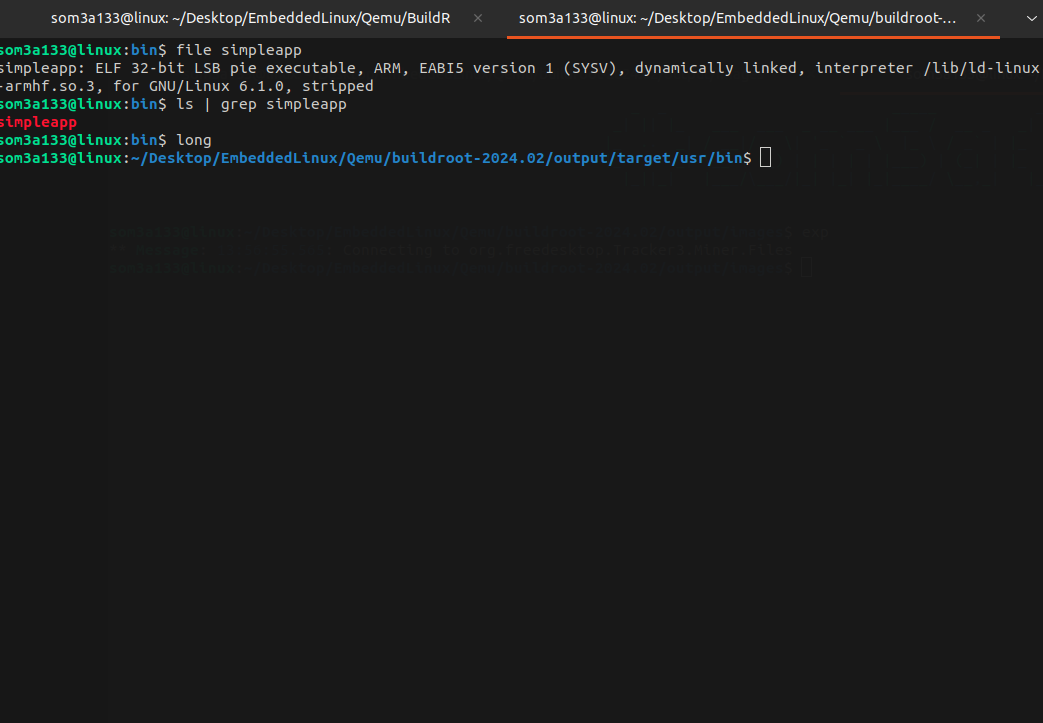 som3a133@linux: ~/Desktop/EmbeddedLinux/Qemu/BuildR
som3a133@linux: ~/Desktop/EmbeddedLinux/Qemu/buildroot-...
som3a133@linux:bin$ file simpleapp
simpleapp: ELF 32-bit LSB pie executable, ARM, EABI5 version 1 (SYSV), dynamically linked, interpreter /lib/ld-linux
-armhf.so.3, for GNU/Linux 6.1.0, stripped
som3a133@linux:bin$ ls | grep simpleapp
simpleapp
som3a133@linux:bin$ long
som3a133@linux:~/Desktop/EmbeddedLinux/Qemu/buildroot-2024.02/output/target/usr/bin$